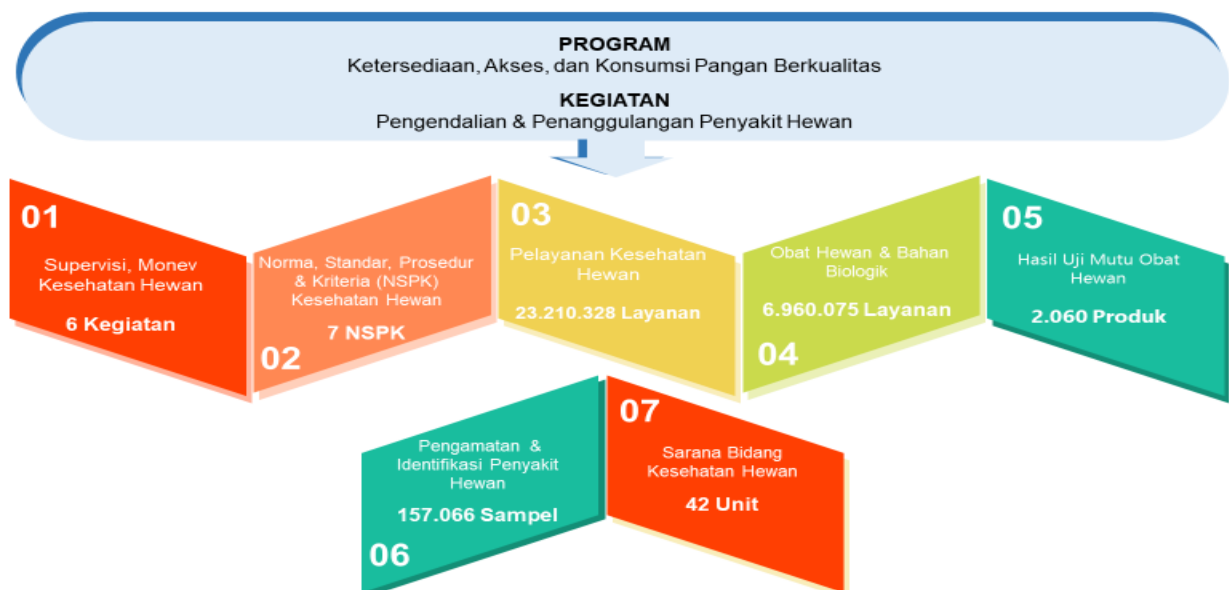 PROGRAM
Ketersediaan, Akses, dan Konsumsi Pangan Berkualitas
KEGIATAN
Pengendalian & Penanggulangan Penyakit Hewan
01
Supervisi, Monev
Kesehatan Hewan
6 Kegiatan
Norma, Standar, Prosedur
& Kriteria (NSPK)
Kesehatan Hewan
7 NSPK
02
03
Pelayanan Kesehatan
Hewan
23.210.328 Layanan
Obat Hewan & Bahan
Biologik
6.960.075 Layanan
04
05
Hasil Uji Mutu Obat
Hewan
2.060 Produk
Pengamatan &
Identifikasi Penyakit
Hewan
157.066 Sampel
06
07
Sarana Bidang
Kesehatan Hewan
42 Unit